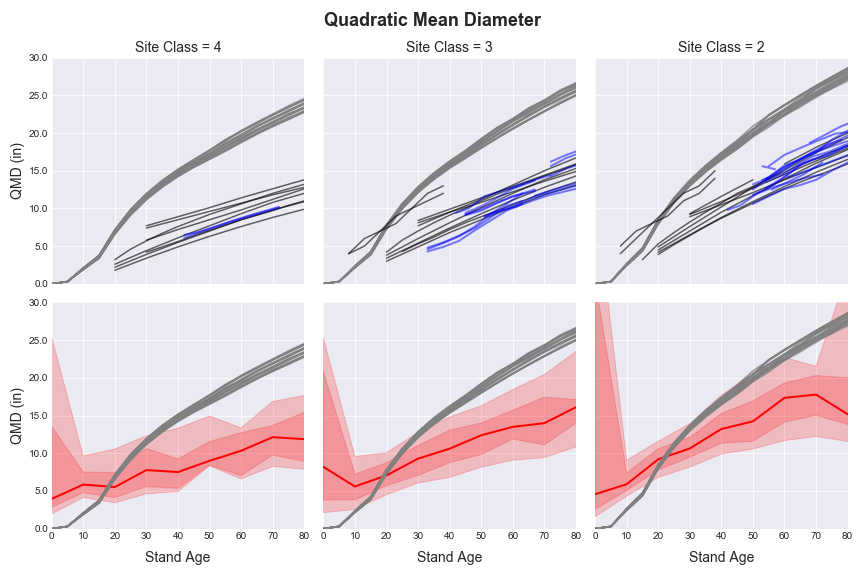 Quadratic Mean Diameter
Site Class = 4
Site Class = 3
Site Class = 2
QMD (in)
30.0
25.0
20.0
15.0
10.0
5.0
0.0
QMD (in)
30.0
25.0
20.0
15.0
10.0
5.0
0.0
0 10 20 30 40 50 60 70 80
0 10 20 30 40 50 60 70 80
0 10 20 30 40 50 60 70 80
Stand Age
Stand Age
Stand Age